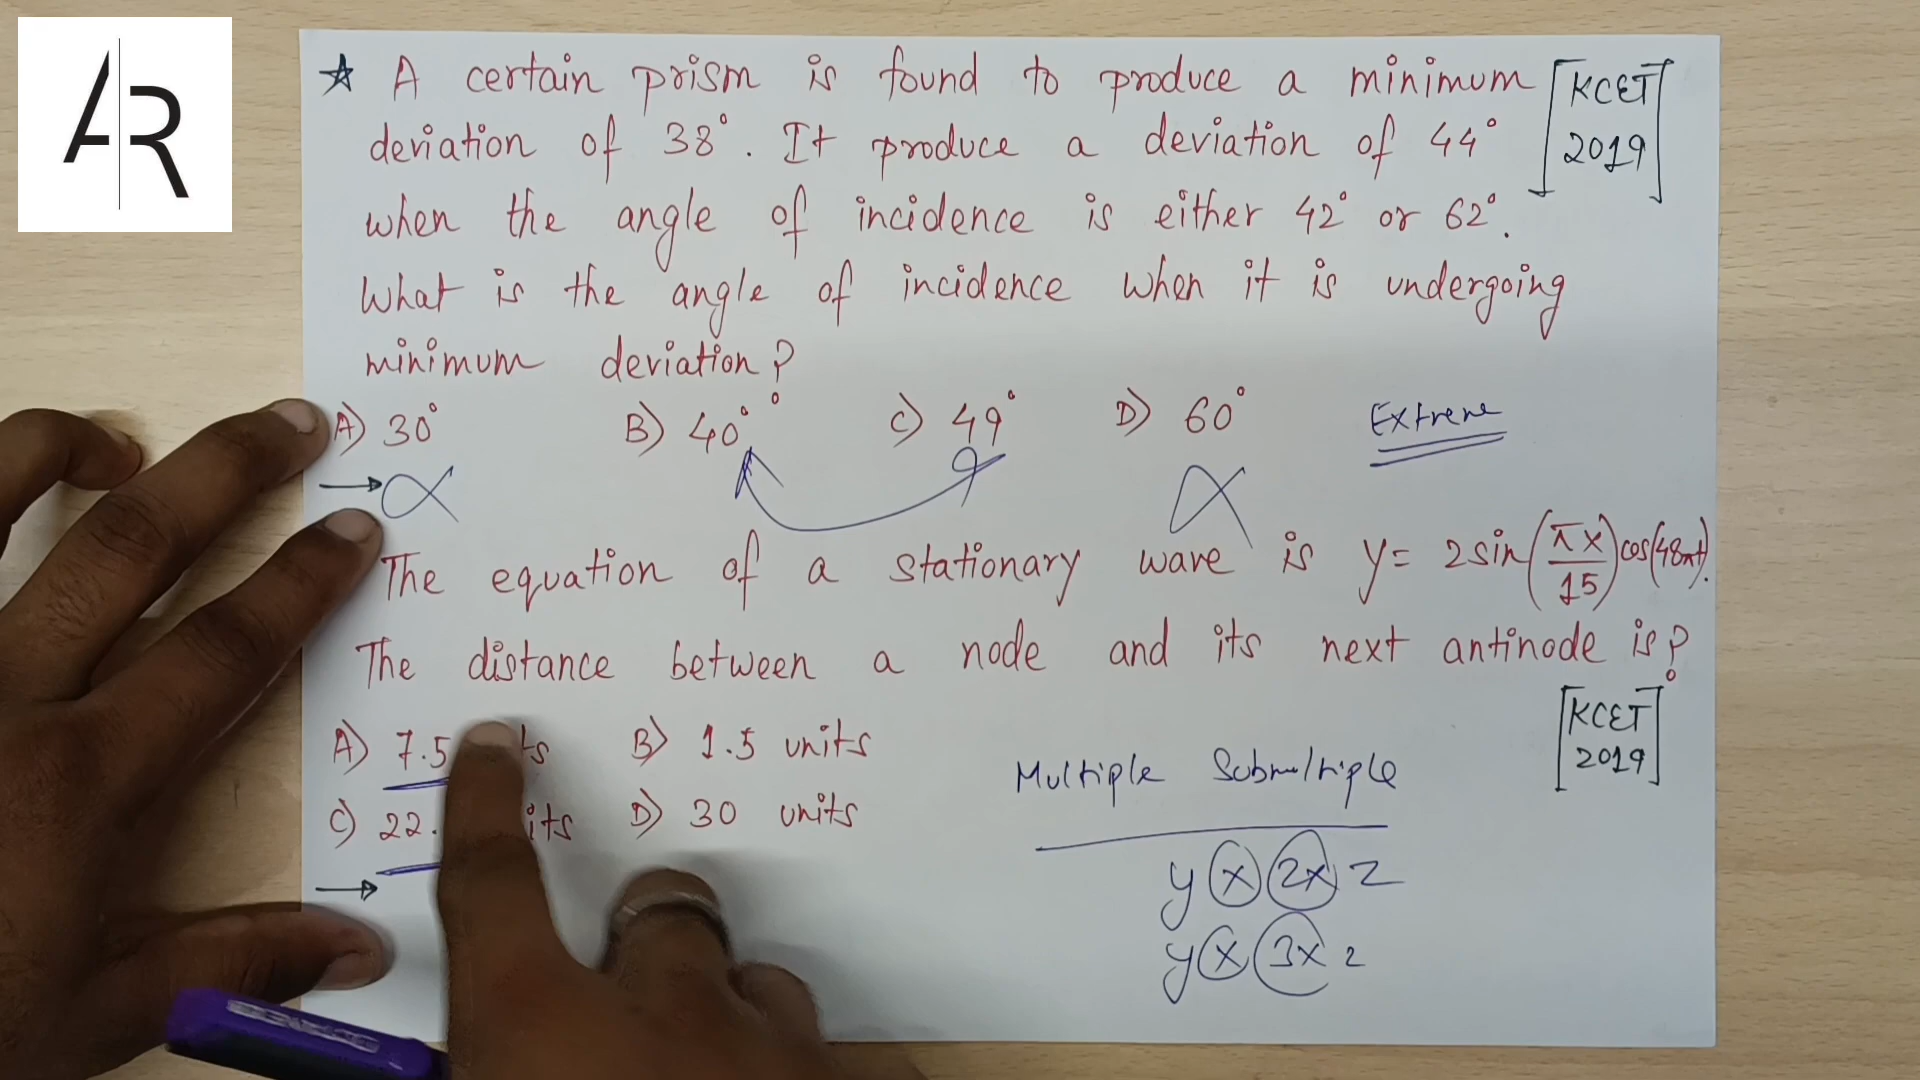 AR
☆ A certain prism is found to produce a minimum
[KCET 2019]
deviation of 38°. It produce a deviation of 44°
when the angle of incidence is either 42° or 62°.
What is the angle of incidence when it is undergoing
minimum deviation?
A) 30° B) 40° C) 49° D) 60°
Extreme
→
The equation of a stationary wave is y= 2sin(πx/15)cos(48πt).
The distance between a node and its next antinode is?
[KCET 2019]
A) 7.5 B) 1.5 units
C) 22. D) 30 units
→
Multiple Submultiple
y x 2x z
y x 3x z